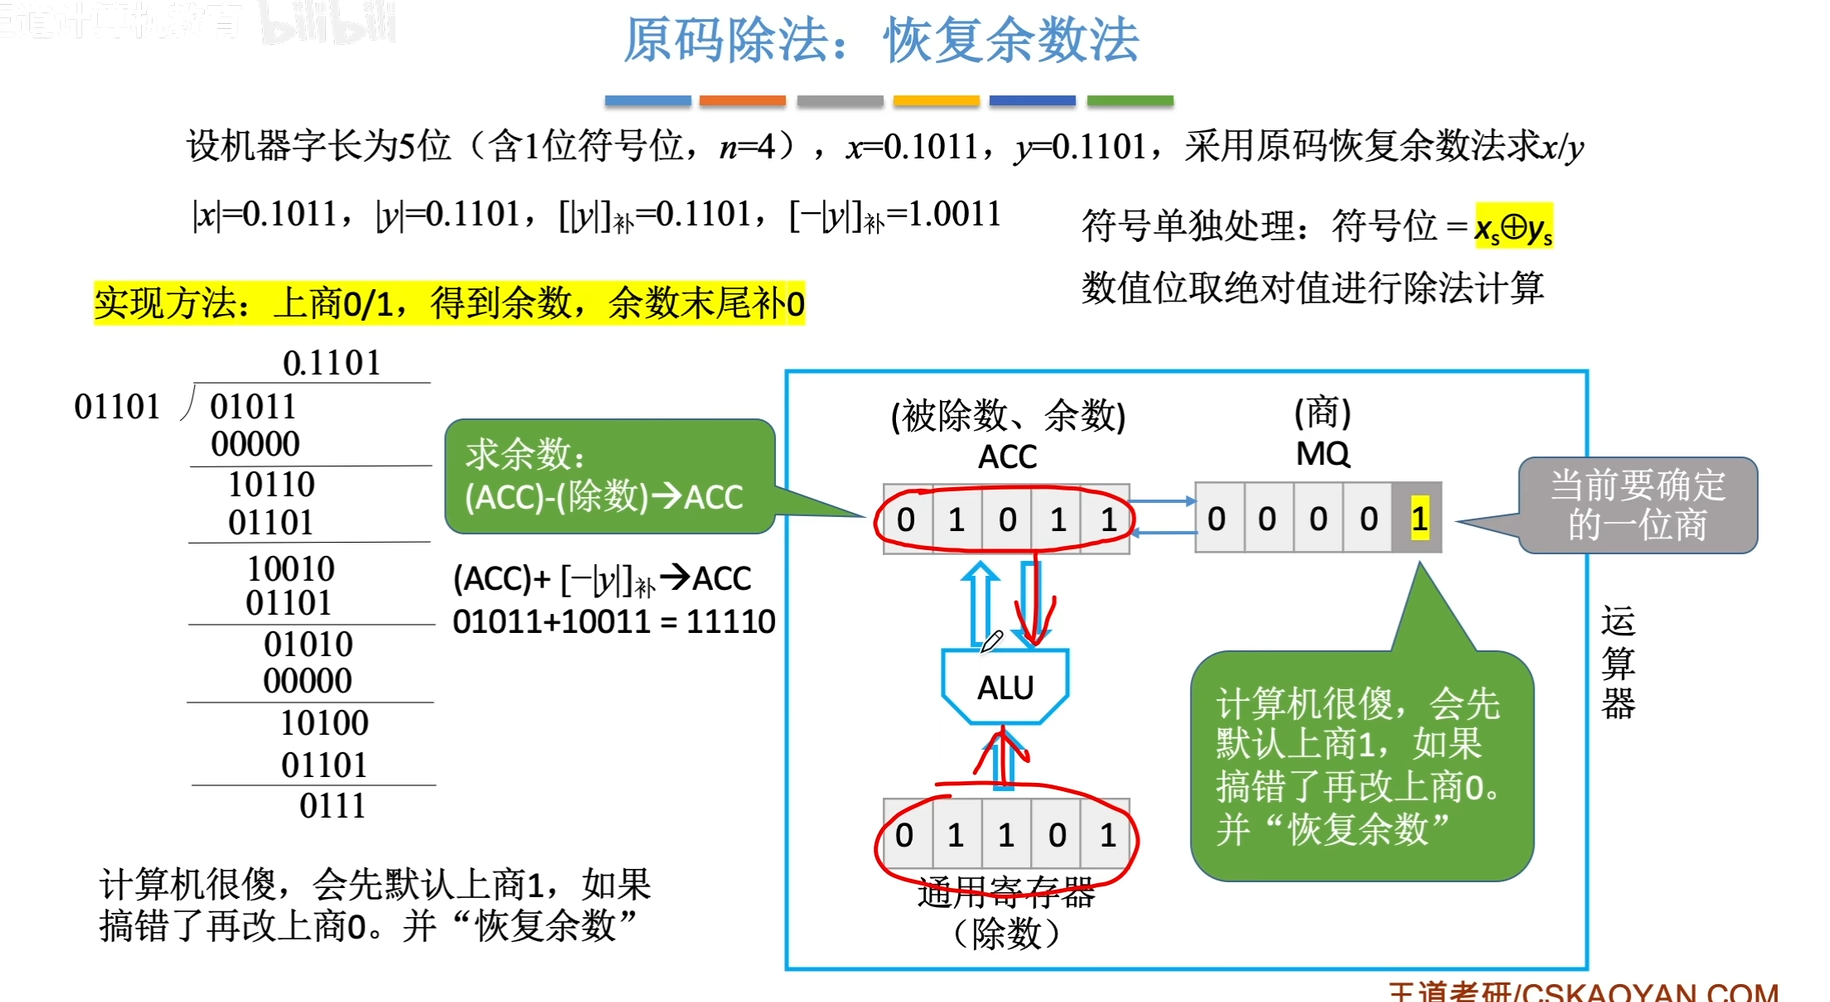 王道计算机教育 bilibili
原码除法：恢复余数法
设机器字长为5位（含1位符号位，n=4），x=0.1011，y=0.1101，采用原码恢复余数法求x/y
|x|=0.1011，|y|=0.1101，[|y|]补=0.1101，[−|y|]补=1.0011
符号单独处理：符号位 = xs⊕ys
数值位取绝对值进行除法计算
实现方法：上商0/1，得到余数，余数末尾补0
0.1101
01101
01011
00000
10110
01101
10010
01101
01010
00000
10100
01101
0111
求余数：
(ACC)-(除数)→ACC
(ACC)+ [−|y|]补→ACC
01011+10011 = 11110
(被除数、余数)
ACC
0 1 0 1 1
(商)
MQ
0 0 0 0 1
当前要确定
的一位商
ALU
0 1 1 0 1
通用寄存器
（除数）
运
算
器
计算机很傻，会先
默认上商1，如果
搞错了再改上商0。
并“恢复余数”
计算机很傻，会先默认上商1，如果
搞错了再改上商0。并“恢复余数”
王道考研/CSKAOYAN.COM